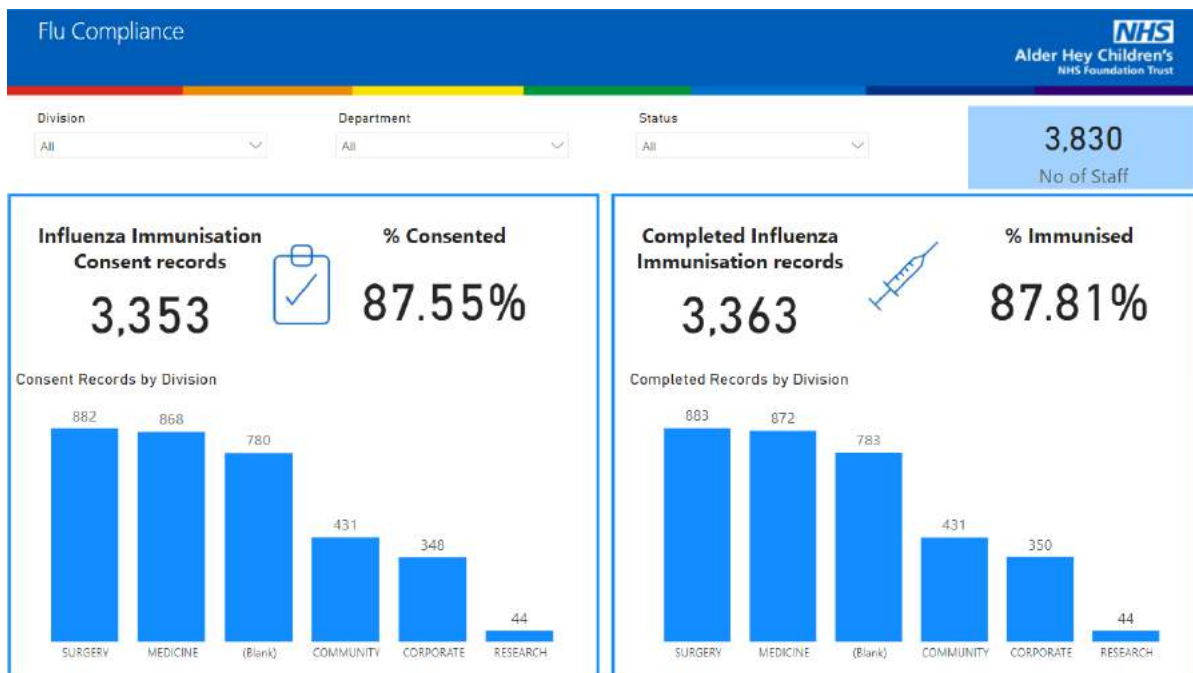 Flu Compliance
NHS
Alder Hey Children's
NHS Foundation Trust
Division
All
Department
All
Status
All
3,830
No of Staff
Influenza Immunisation
Consent records
3,353
% Consented
87.55%
Consent Records by Division
882
868
780
431
348
44
SURGERY
MEDICINE
(Blank)
COMMUNITY
CORPORATE
RESEARCH
Completed Influenza
Immunisation records
3,363
% Immunised
87.81%
Completed Records by Division
883
872
783
431
350
44
SURGERY
MEDICINE
(Blank)
COMMUNITY
CORPORATE
RESEARCH